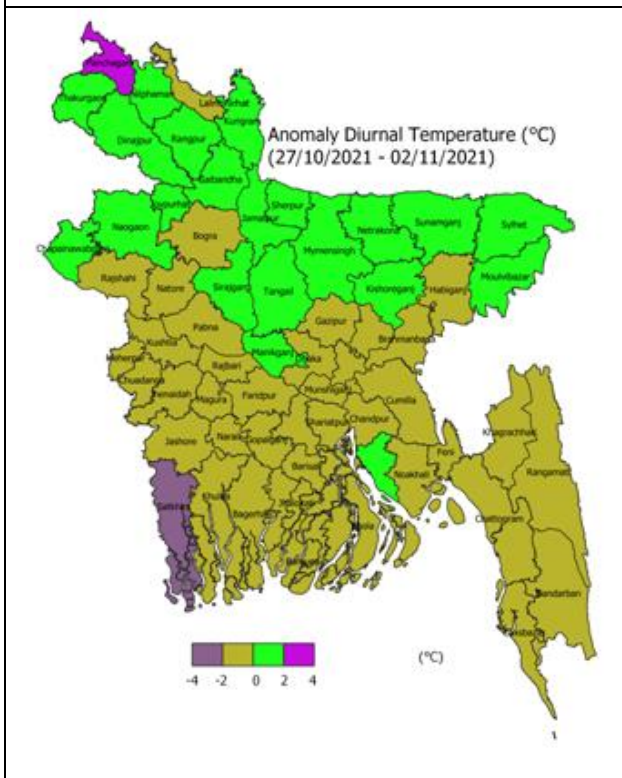 Panchagarh
Nilphamari
Lalmonirhat
Thakurgaon
Kurigram
Dinajpur
Rangpur
Anomaly Diurnal Temperature (°C)
(27/10/2021 - 02/11/2021)
Gaibandha
Joypurhat
Sherpur
Jamalpur
Naogaon
Netrakona
Sunamganj
Sylhet
Bogra
Mymensingh
Chapainawabganj
Rajshahi
Natore
Sirajganj
Tangail
Kishoreganj
Habiganj
Moulvibazar
Pabna
Gazipur
Brahmanbaria
Kushtia
Manikganj
Dhaka
Meherpur
Rajbari
Chuadanga
Jhenaidah
Magura
Faridpur
Munshiganj
Cumilla
Shariatpur
Chandpur
Khagrachhari
Jashore
Narail
Gopalganj
Feni
Noakhali
Rangamati
Barisal
Satkhira
Khulna
Bagerhat
Bhola
Chattogram
Bandarban
Coxsbazar
(°C)
-4 -2 0 2 4